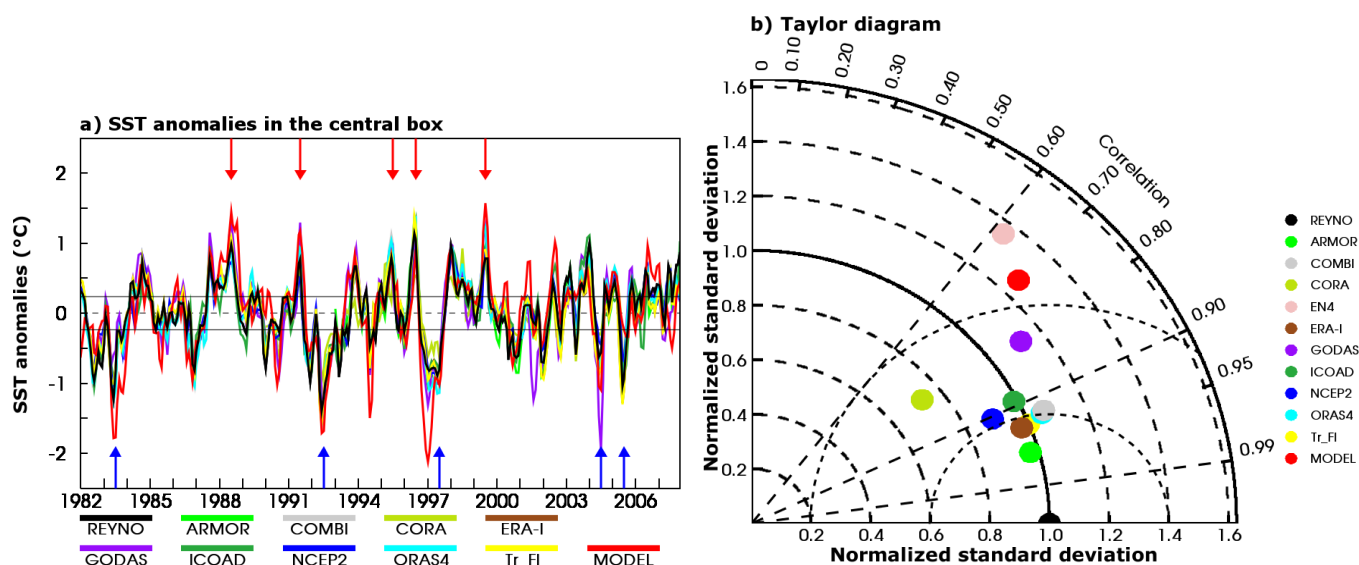 a) SST anomalies in the central box
SST anomalies (°C)
2
1
0
-1
-2
1982 1985 1988 1991 1994 1997 2000 2003 2006
REYNO ARMOR COMBI CORA ERA-I
GODAS ICOAD NCEP2 ORAS4 Tr_FI MODEL
b) Taylor diagram
0 0.10 0.20 0.30 0.40 0.50 0.60 0.70 0.80 0.90 0.95 0.99
Correlation
Normalized standard deviation
1.6
1.4
1.2
1.0
0.8
0.6
0.4
0.2
0.2 0.4 0.6 0.8 1.0 1.2 1.4 1.6
Normalized standard deviation
REYNO
ARMOR
COMBI
CORA
EN4
ERA-I
GODAS
ICOAD
NCEP2
ORAS4
Tr_FI
MODEL